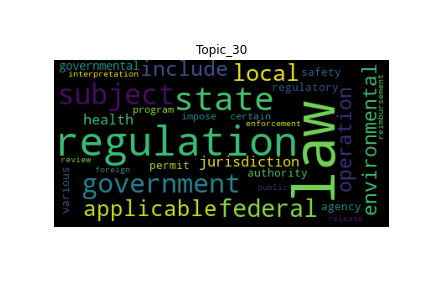 Topic_30
governmental include local safety
interpretation
regulatory
subject state
program
health impose certain
enforcement
regulation law
operation
environmental
reimbursement
review foreign permit jurisdiction
authority
government
public
various
applicable federal agency
release